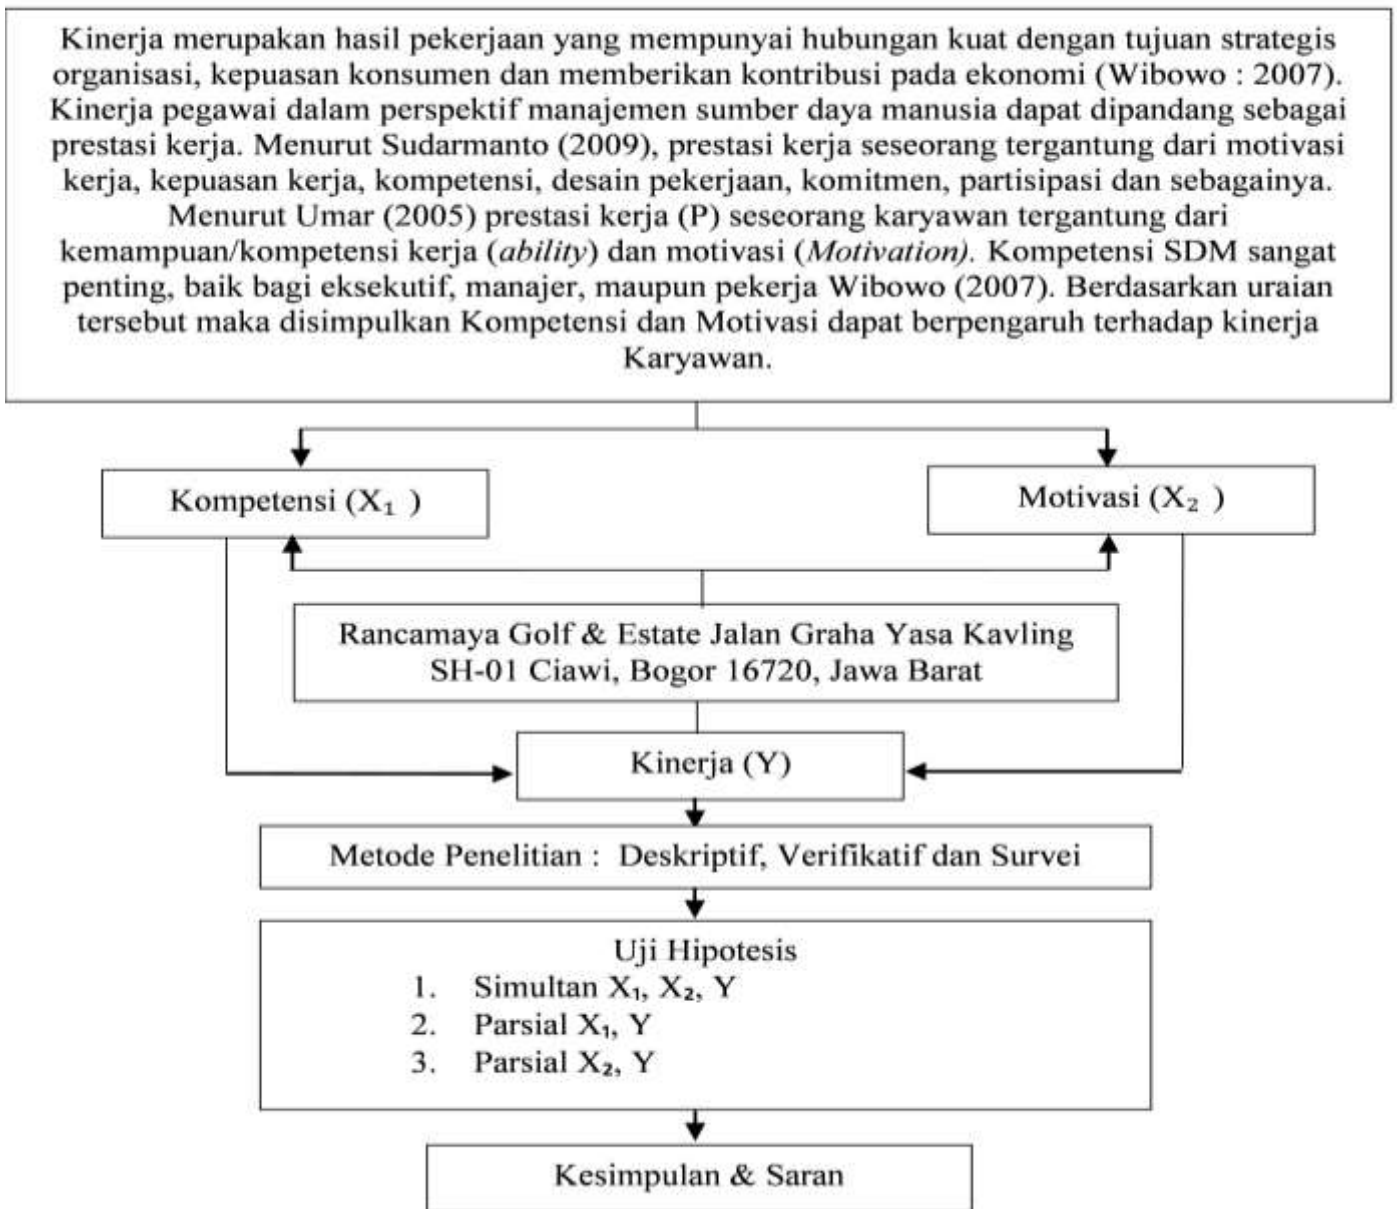 Kinerja merupakan hasil pekerjaan yang mempunyai hubungan kuat dengan tujuan strategis
organisasi, kepuasan konsumen dan memberikan kontribusi pada ekonomi (Wibowo : 2007).
Kinerja pegawai dalam perspektif manajemen sumber daya manusia dapat dipandang sebagai
prestasi kerja. Menurut Sudarmanto (2009), prestasi kerja seseorang tergantung dari motivasi
kerja, kepuasan kerja, kompetensi, desain pekerjaan, komitmen, partisipasi dan sebagainya.
Menurut Umar (2005) prestasi kerja (P) seseorang karyawan tergantung dari
kemampuan/kompetensi kerja (ability) dan motivasi (Motivation). Kompetensi SDM sangat
penting, baik bagi eksekutif, manajer, maupun pekerja Wibowo (2007). Berdasarkan uraian
tersebut maka disimpulkan Kompetensi dan Motivasi dapat berpengaruh terhadap kinerja
Karyawan.
Kompetensi (X₁ )
Motivasi (X₂ )
Rancamaya Golf & Estate Jalan Graha Yasa Kavling
SH-01 Ciawi, Bogor 16720, Jawa Barat
Kinerja (Y)
Metode Penelitian : Deskriptif, Verifikatif dan Survei
Uji Hipotesis
1. Simultan X₁, X₂, Y
2. Parsial X₁, Y
3. Parsial X₂, Y
Kesimpulan & Saran